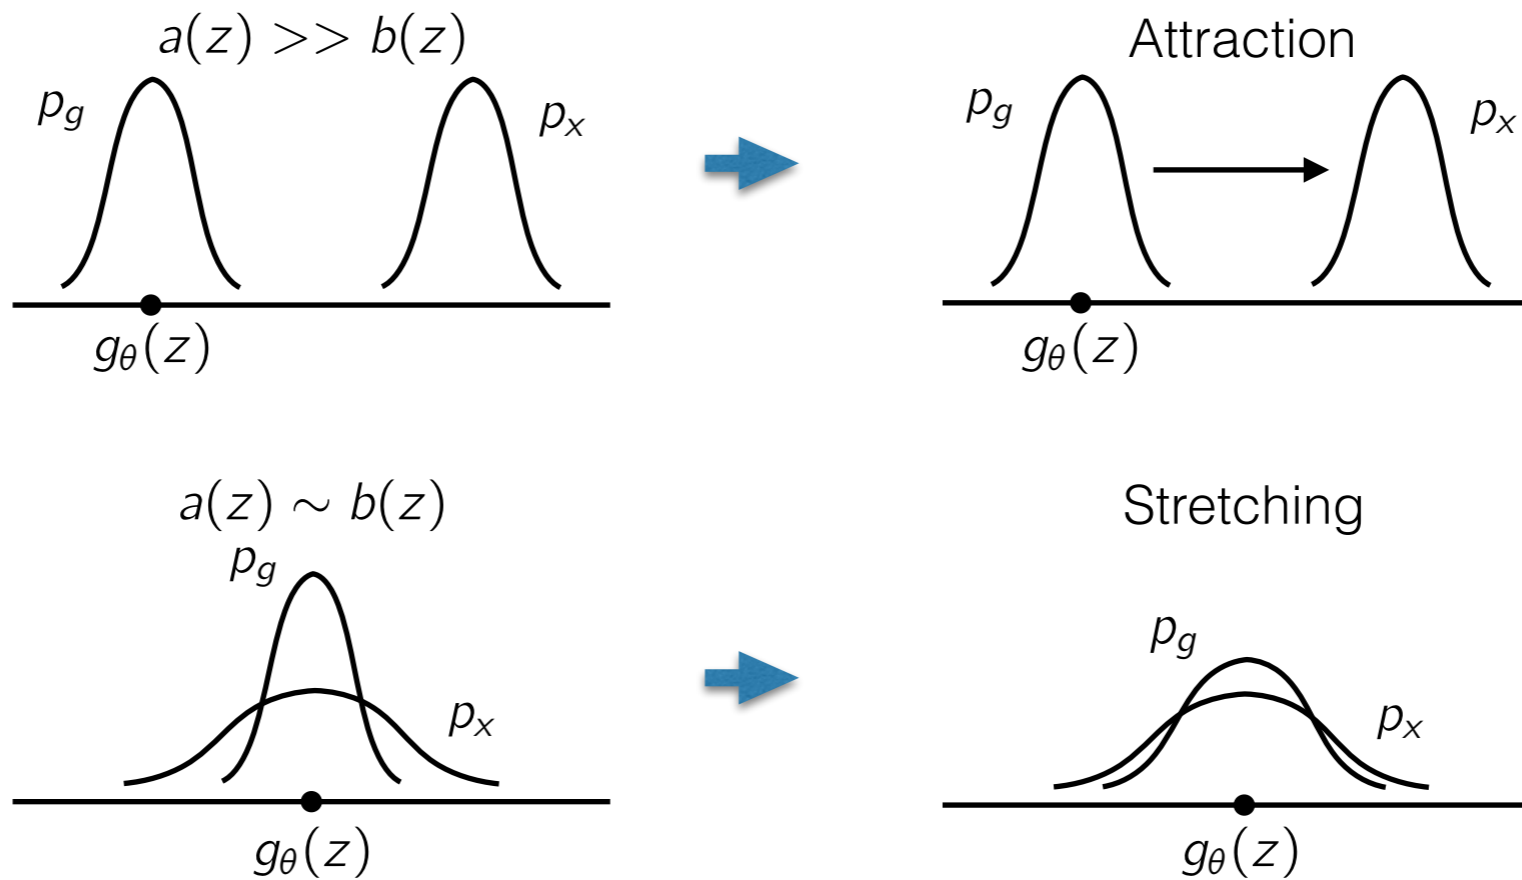 a(z) >> b(z)
p_g
p_x
g_θ(z)
Attraction
p_g
p_x
g_θ(z)
a(z) ∼ b(z)
p_g
p_x
g_θ(z)
Stretching
p_g
p_x
g_θ(z)